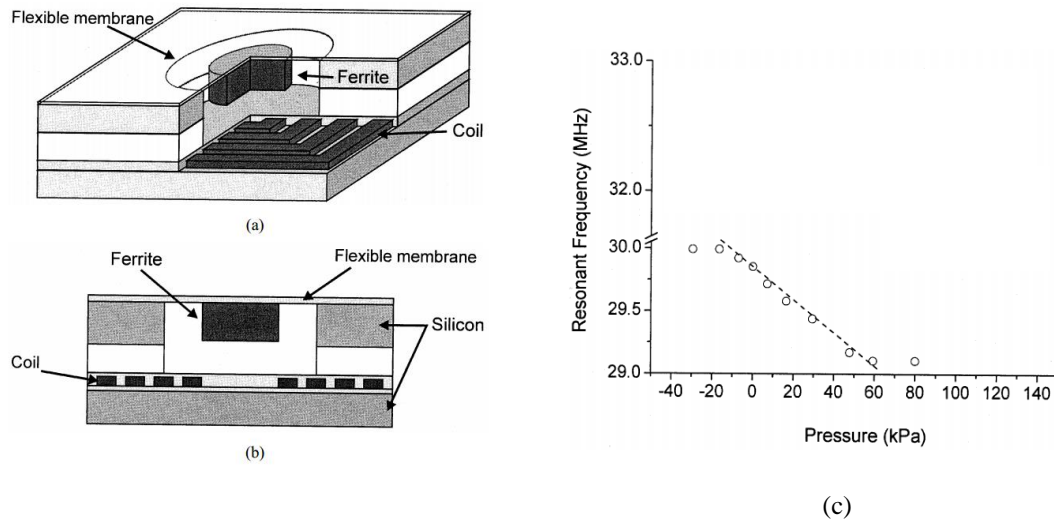 Flexible membrane
Ferrite
Coil
(a)
Ferrite
Flexible membrane
Silicon
Coil
(b)
Resonant Frequency (MHz)
33.0
32.0
30.0
29.5
29.0
-40 -20 0 20 40 60 80 100 120 140
Pressure (kPa)
(c)